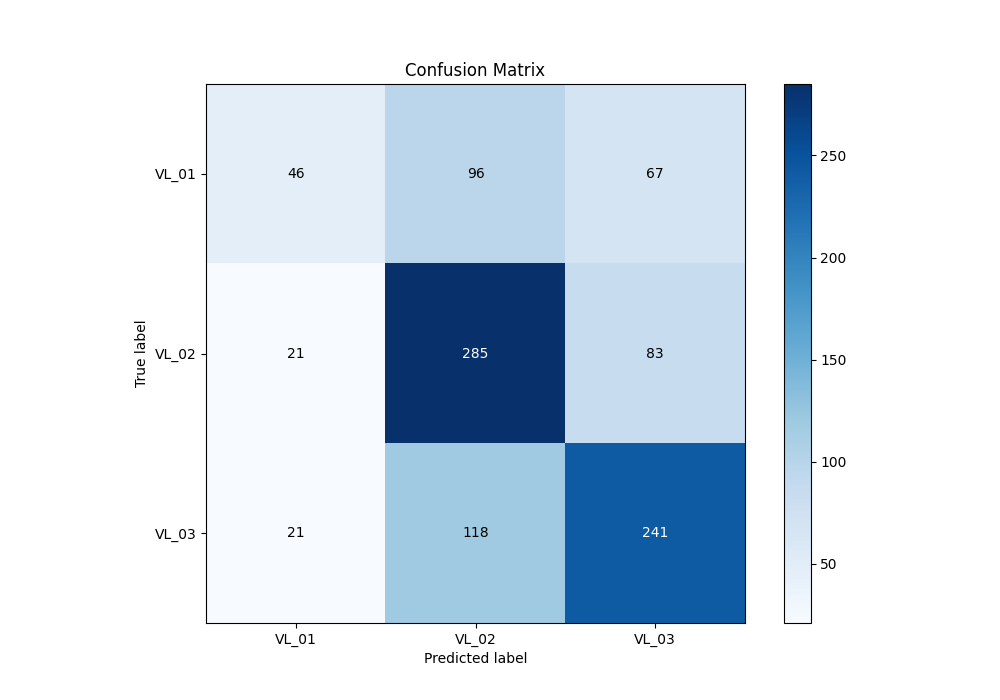 Confusion Matrix
VL_01 46 96 67
VL_02 21 285 83
VL_03 21 118 241
VL_01 VL_02 VL_03
Predicted label
True label
250
200
150
100
50